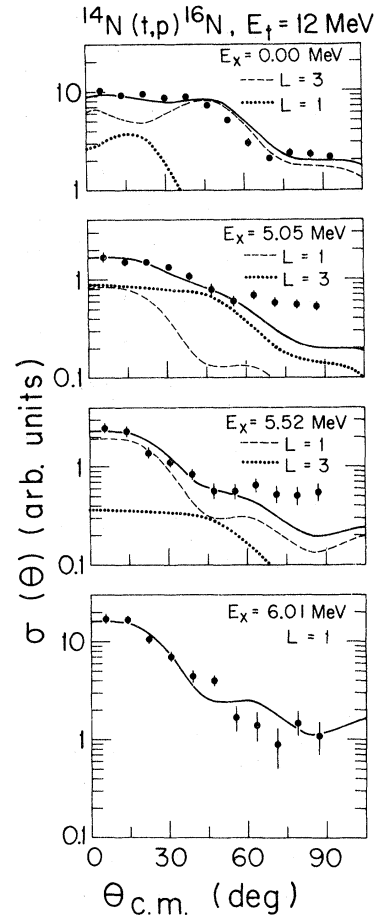 ¹⁴N (t,p) ¹⁶N, Eₜ = 12 MeV
Eₓ = 0.00 MeV
--- L = 3
••••• L = 1
10
1
Eₓ = 5.05 MeV
--- L = 1
••••• L = 3
1
0.1
Eₓ = 5.52 MeV
--- L = 1
••••• L = 3
1
0.1
Eₓ = 6.01 MeV
L = 1
10
1
0.1
0 30 60 90
σ (θ) (arb. units)
θc.m. (deg)